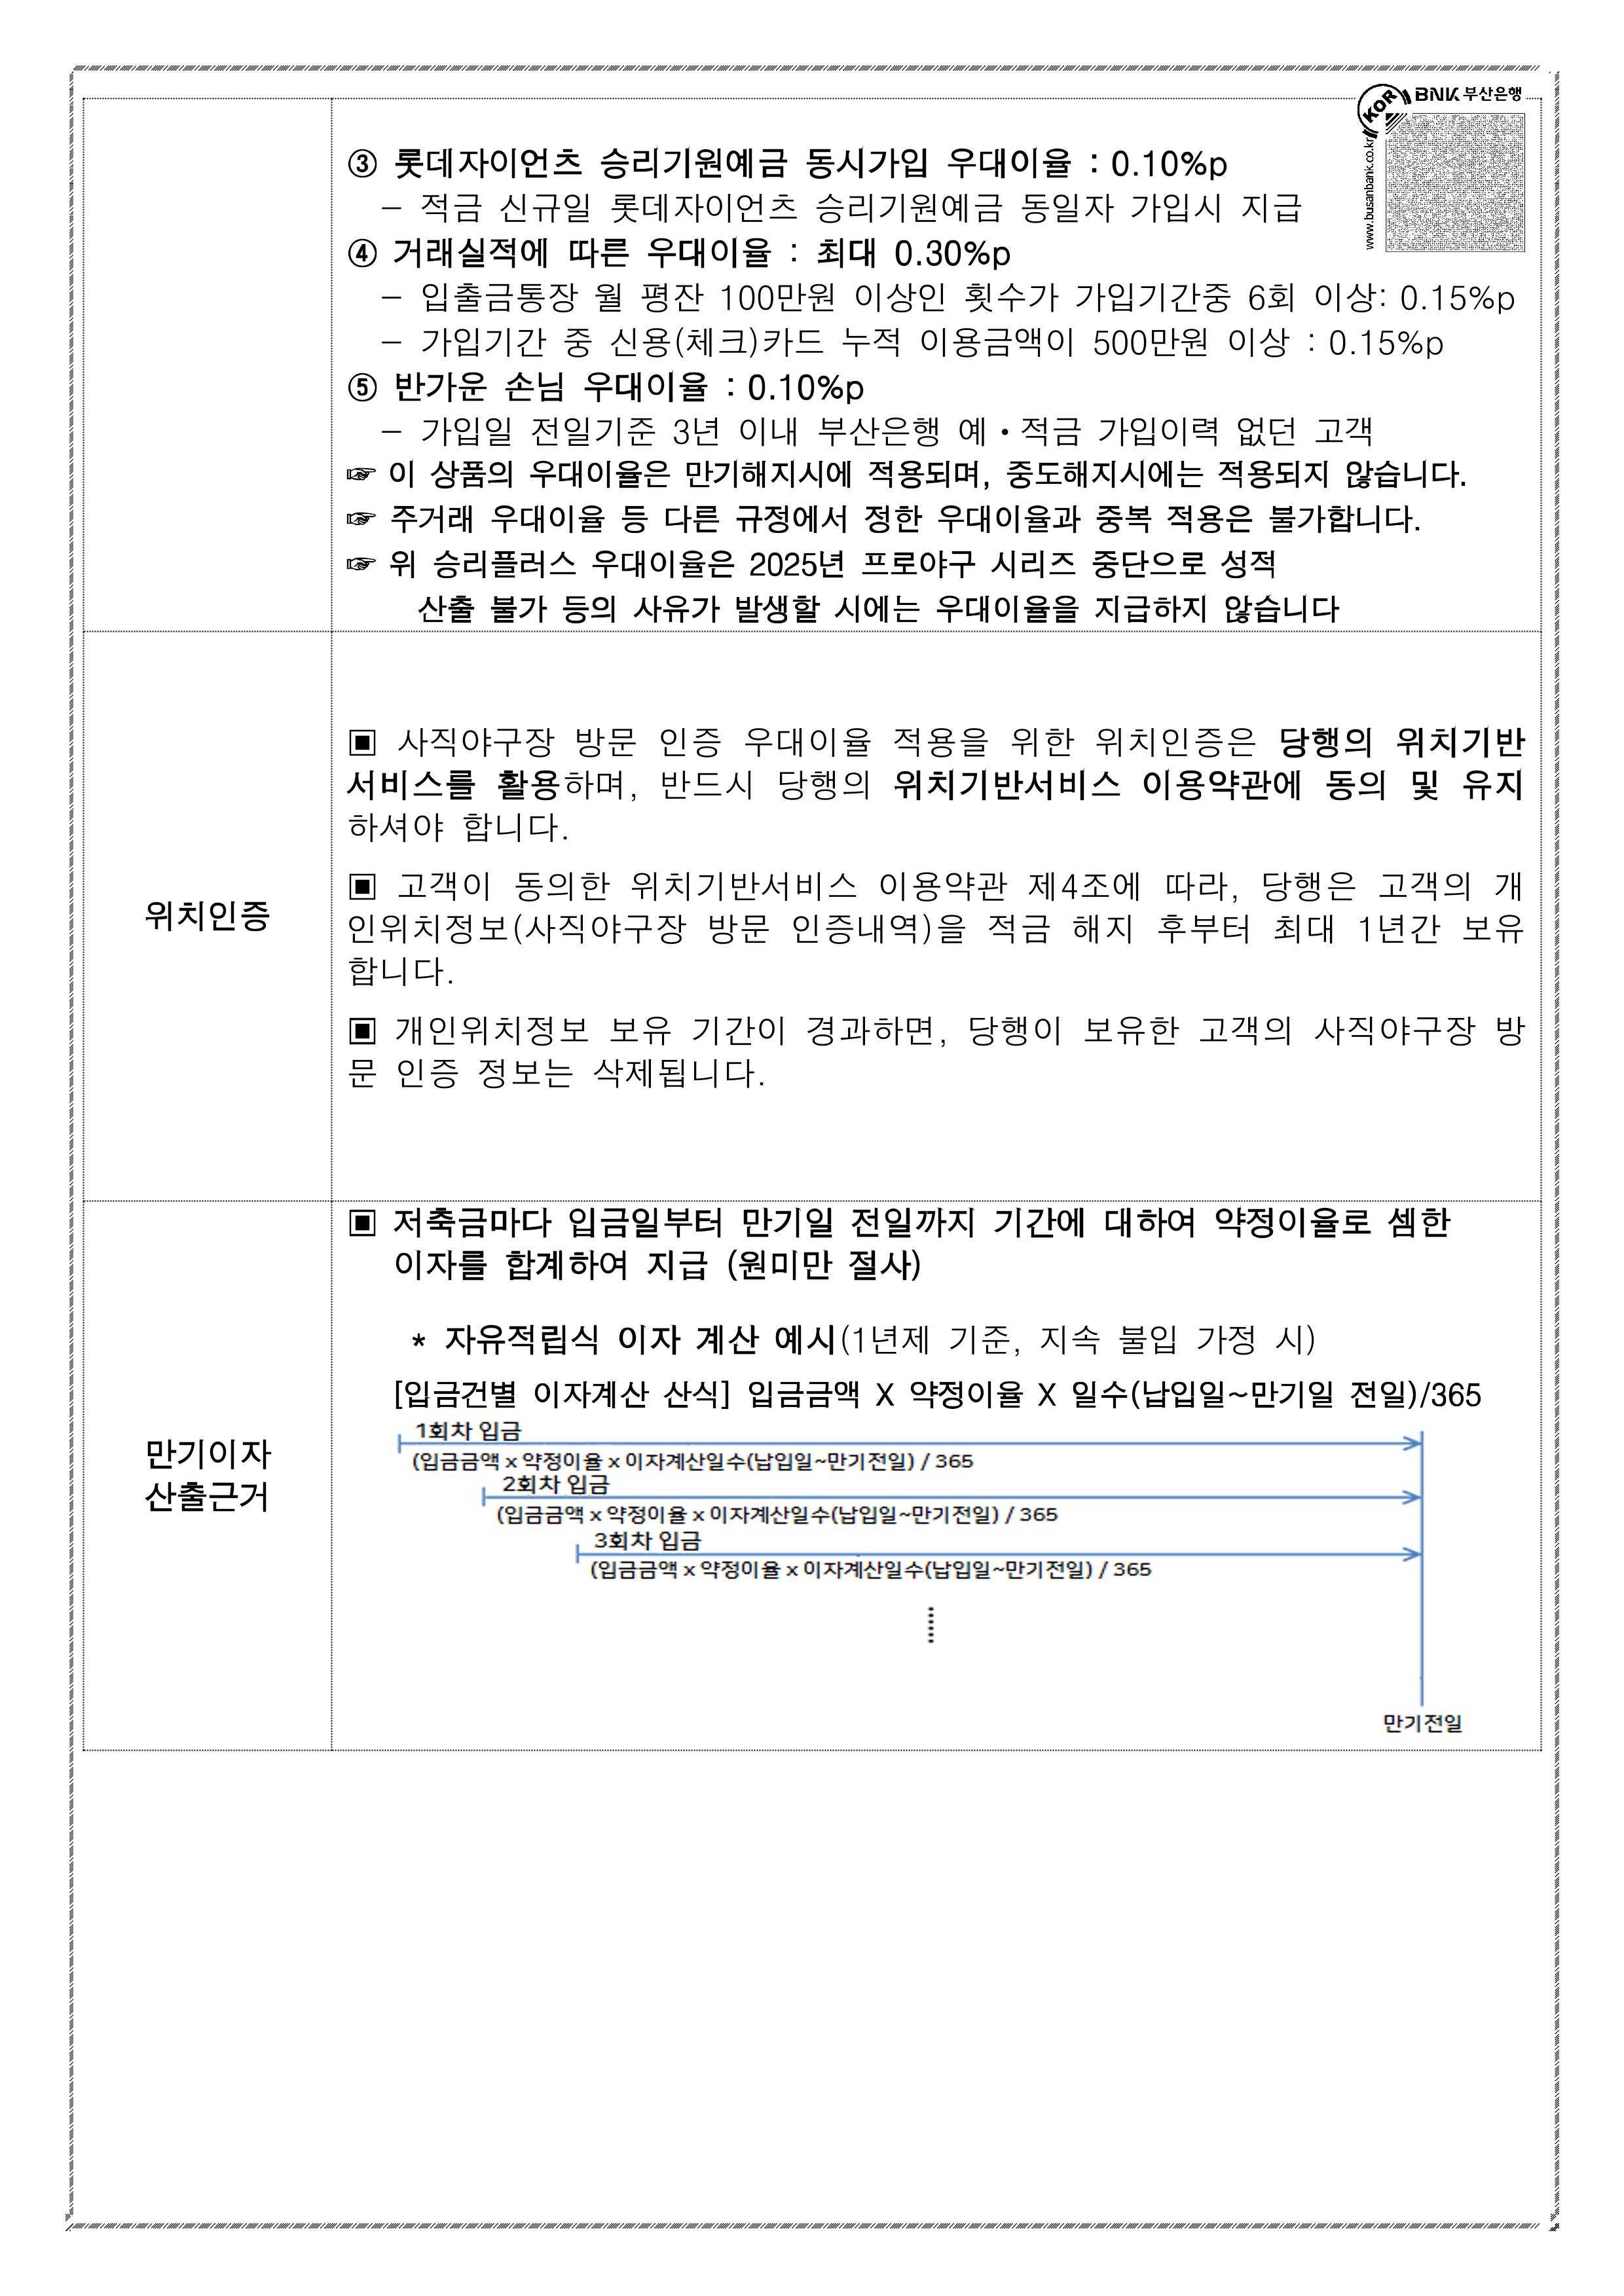 KOR BNK 부산은행
www.busanbank.co.kr
③ 롯데자이언츠 승리기원예금 동시가입 우대이율 : 0.10%p
– 적금 신규일 롯데자이언츠 승리기원예금 동일자 가입시 지급
④ 거래실적에 따른 우대이율 : 최대 0.30%p
– 입출금통장 월 평잔 100만원 이상인 횟수가 가입기간중 6회 이상: 0.15%p
– 가입기간 중 신용(체크)카드 누적 이용금액이 500만원 이상 : 0.15%p
⑤ 반가운 손님 우대이율 : 0.10%p
– 가입일 전일기준 3년 이내 부산은행 예•적금 가입이력 없던 고객
☞ 이 상품의 우대이율은 만기해지시에 적용되며, 중도해지시에는 적용되지 않습니다.
☞ 주거래 우대이율 등 다른 규정에서 정한 우대이율과 중복 적용은 불가합니다.
☞ 위 승리플러스 우대이율은 2025년 프로야구 시리즈 중단으로 성적
산출 불가 등의 사유가 발생할 시에는 우대이율을 지급하지 않습니다
위치인증
▣ 사직야구장 방문 인증 우대이율 적용을 위한 위치인증은 당행의 위치기반
서비스를 활용하며, 반드시 당행의 위치기반서비스 이용약관에 동의 및 유지
하셔야 합니다.
▣ 고객이 동의한 위치기반서비스 이용약관 제4조에 따라, 당행은 고객의 개
인위치정보(사직야구장 방문 인증내역)을 적금 해지 후부터 최대 1년간 보유
합니다.
▣ 개인위치정보 보유 기간이 경과하면, 당행이 보유한 고객의 사직야구장 방
문 인증 정보는 삭제됩니다.
만기이자
산출근거
▣ 저축금마다 입금일부터 만기일 전일까지 기간에 대하여 약정이율로 셈한
이자를 합계하여 지급 (원미만 절사)
* 자유적립식 이자 계산 예시(1년제 기준, 지속 불입 가정 시)
[입금건별 이자계산 산식] 입금금액 X 약정이율 X 일수(납입일~만기일 전일)/365
1회차 입금
(입금금액 x 약정이율 x 이자계산일수(납입일~만기전일) / 365
2회차 입금
(입금금액 x 약정이율 x 이자계산일수(납입일~만기전일) / 365
3회차 입금
(입금금액 x 약정이율 x 이자계산일수(납입일~만기전일) / 365
만기전일